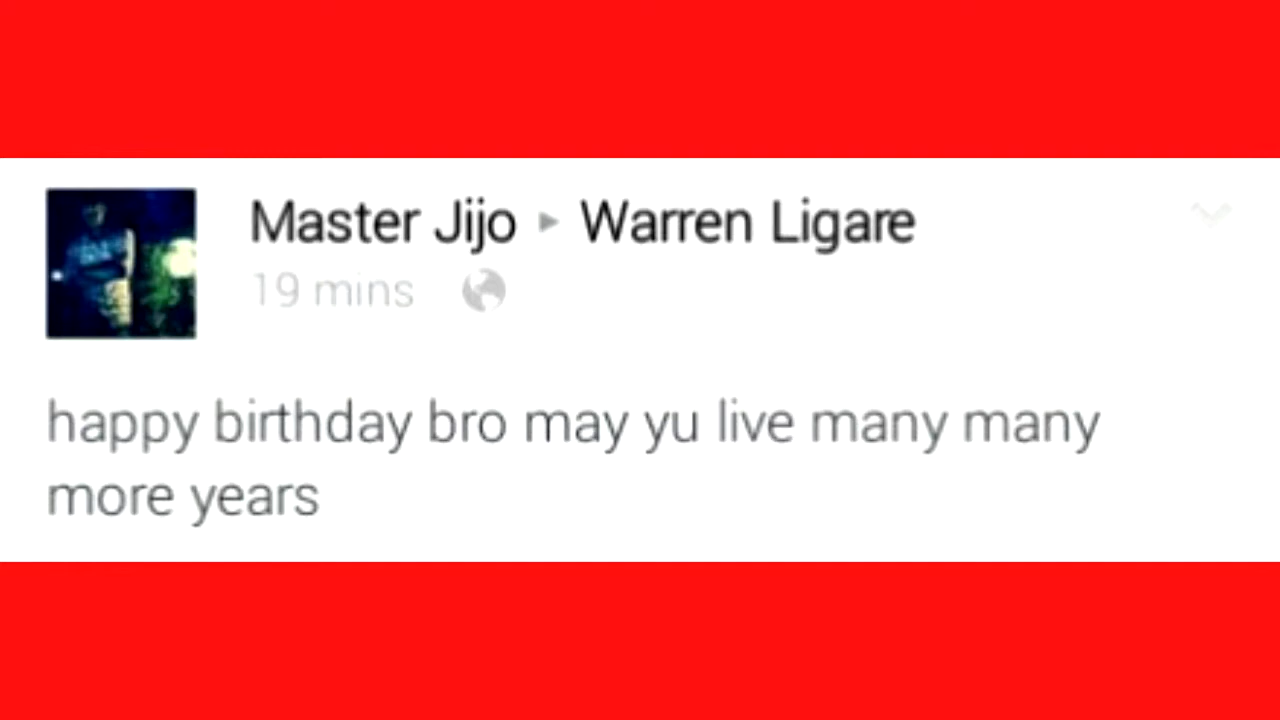 Master Jijo ▸ Warren Ligare
19 mins
happy birthday bro may yu live many many
more years